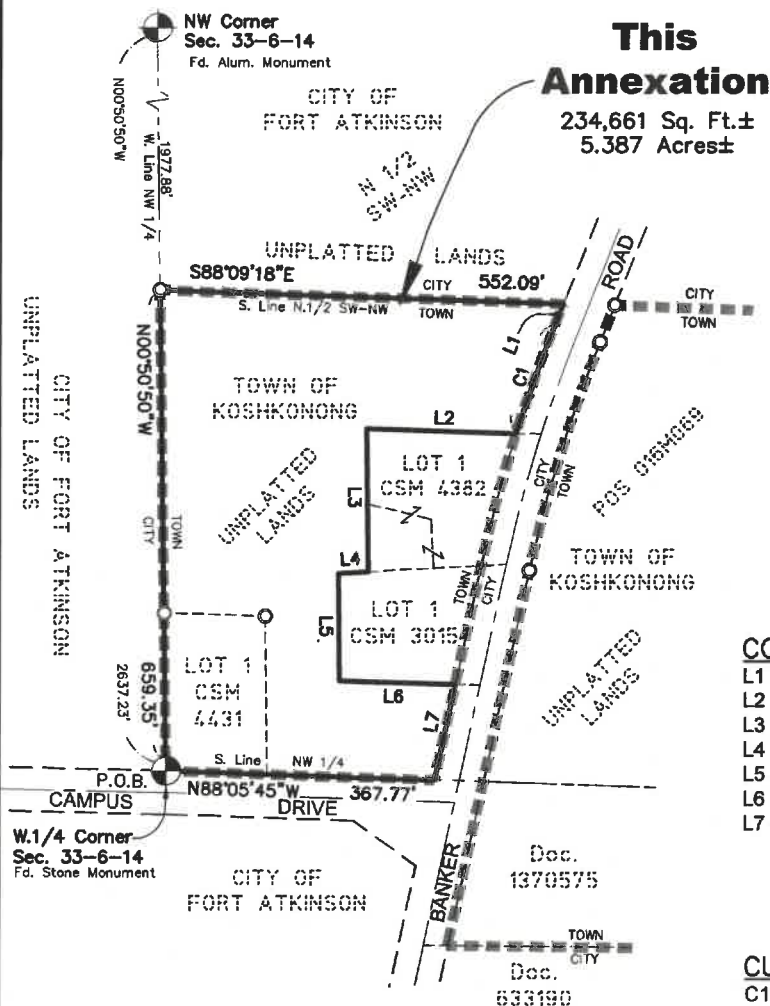 NW Corner
Sec. 33-6-14
Fd. Alum. Monument
This
Annexation
234,661 Sq. Ft.±
5.387 Acres±
CITY OF
FORT ATKINSON
N00°50'50"W
1977.88'
W. Line NW 1/4
N 1/2
SW-NW
UNPLATTED LANDS
S88°09'18"E
552.09'
CITY
TOWN
S. Line N.1/2 SW-NW
ROAD
CITY
TOWN
L1
C1
UNPLATTED LANDS
CITY OF FORT ATKINSON
N00°50'50"W
TOWN OF
KOSHKONONG
UNPLATTED
LANDS
L2
LOT 1
CSM 4382
L3
L4
CITY
TOWN
POS 016M069
TOWN
CITY
TOWN
CITY
TOWN OF
KOSHKONONG
UNPLATTED
LANDS
LOT 1
CSM 3015
L5
L6
L7
LOT 1
CSM
4431
659.35'
2637.23'
S. Line NW 1/4
P.O.B.
N88°05'45"W
367.77'
CAMPUS DRIVE
W.1/4 Corner
Sec. 33-6-14
Fd. Stone Monument
CITY OF
FORT ATKINSON
BANKER
Doc.
1370575
TOWN
CITY
Doc.
633190
CO
L1
L2
L3
L4
L5
L6
L7
CU
C1